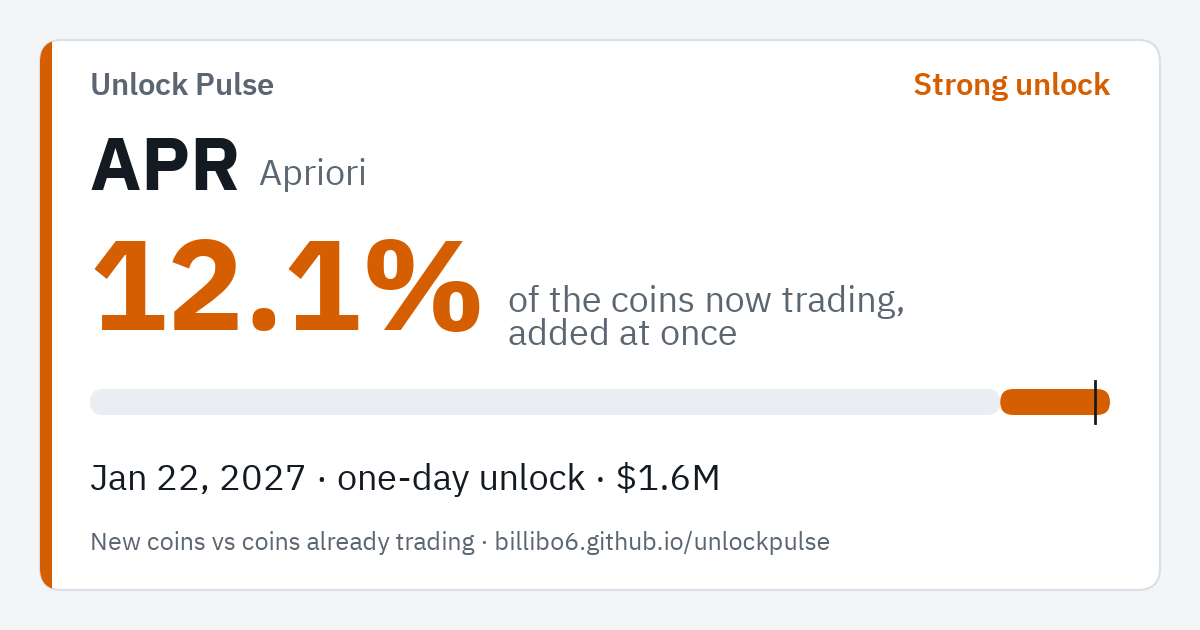 Unlock Pulse
Strong unlock
APR Apriori
12.1% of the coins now trading,
added at once
Jan 22, 2027 · one-day unlock · $1.6M
New coins vs coins already trading · billibo6.github.io/unlockpulse